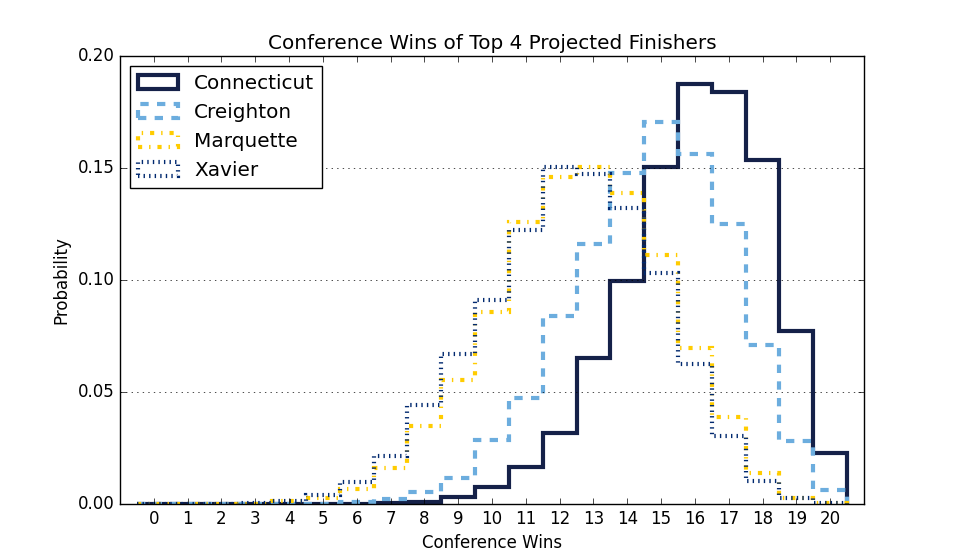 Conference Wins of Top 4 Projected Finishers
Connecticut
Creighton
Marquette
Xavier
Probability
0.20
0.15
0.10
0.05
0.00
0 1 2 3 4 5 6 7 8 9 10 11 12 13 14 15 16 17 18 19 20
Conference Wins